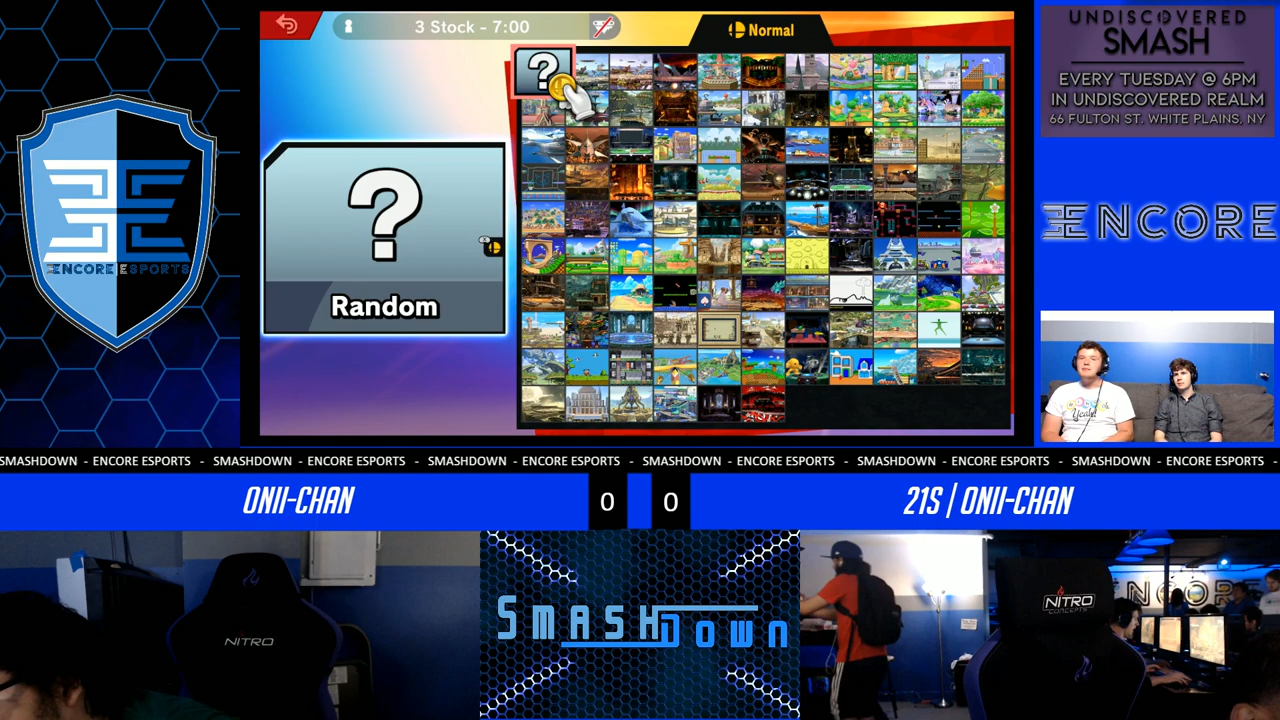 3 Stock - 7:00
Normal
?
?
Random
ENCORE ESPORTS
UNDISCOVERED
SMASH
EVERY TUESDAY @ 6PM
IN UNDISCOVERED REALM
66 FULTON ST. WHITE PLAINS, NY
ENCORE
SMASHDOWN - ENCORE ESPORTS - SMASHDOWN - ENCORE ESPORTS - SMASHDOWN - ENCORE ESPORTS - SMASHDOWN - ENCORE ESPORTS - SMASHDOWN - ENCORE ESPORTS - SMASHDOWN - ENCORE ESPORTS -
ONII-CHAN
0
0
21S | ONII-CHAN
NITRO
SMASHDOWN
NITRO
CONCEPTS
ENCORE